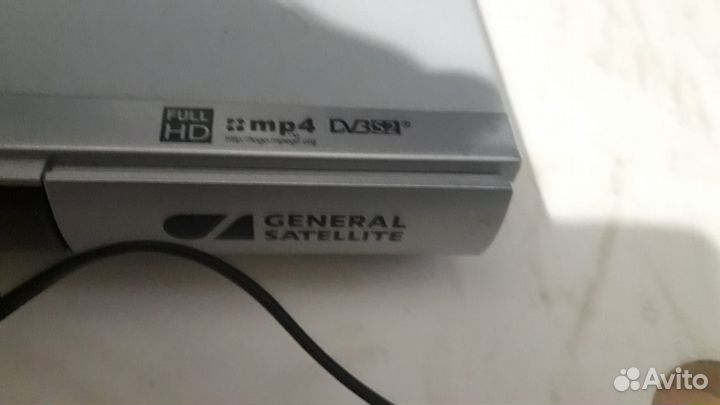 FULL HD
mp4
DVB S2®
http://logo.mpegif.org
GENERAL
SATELLITE
Avito